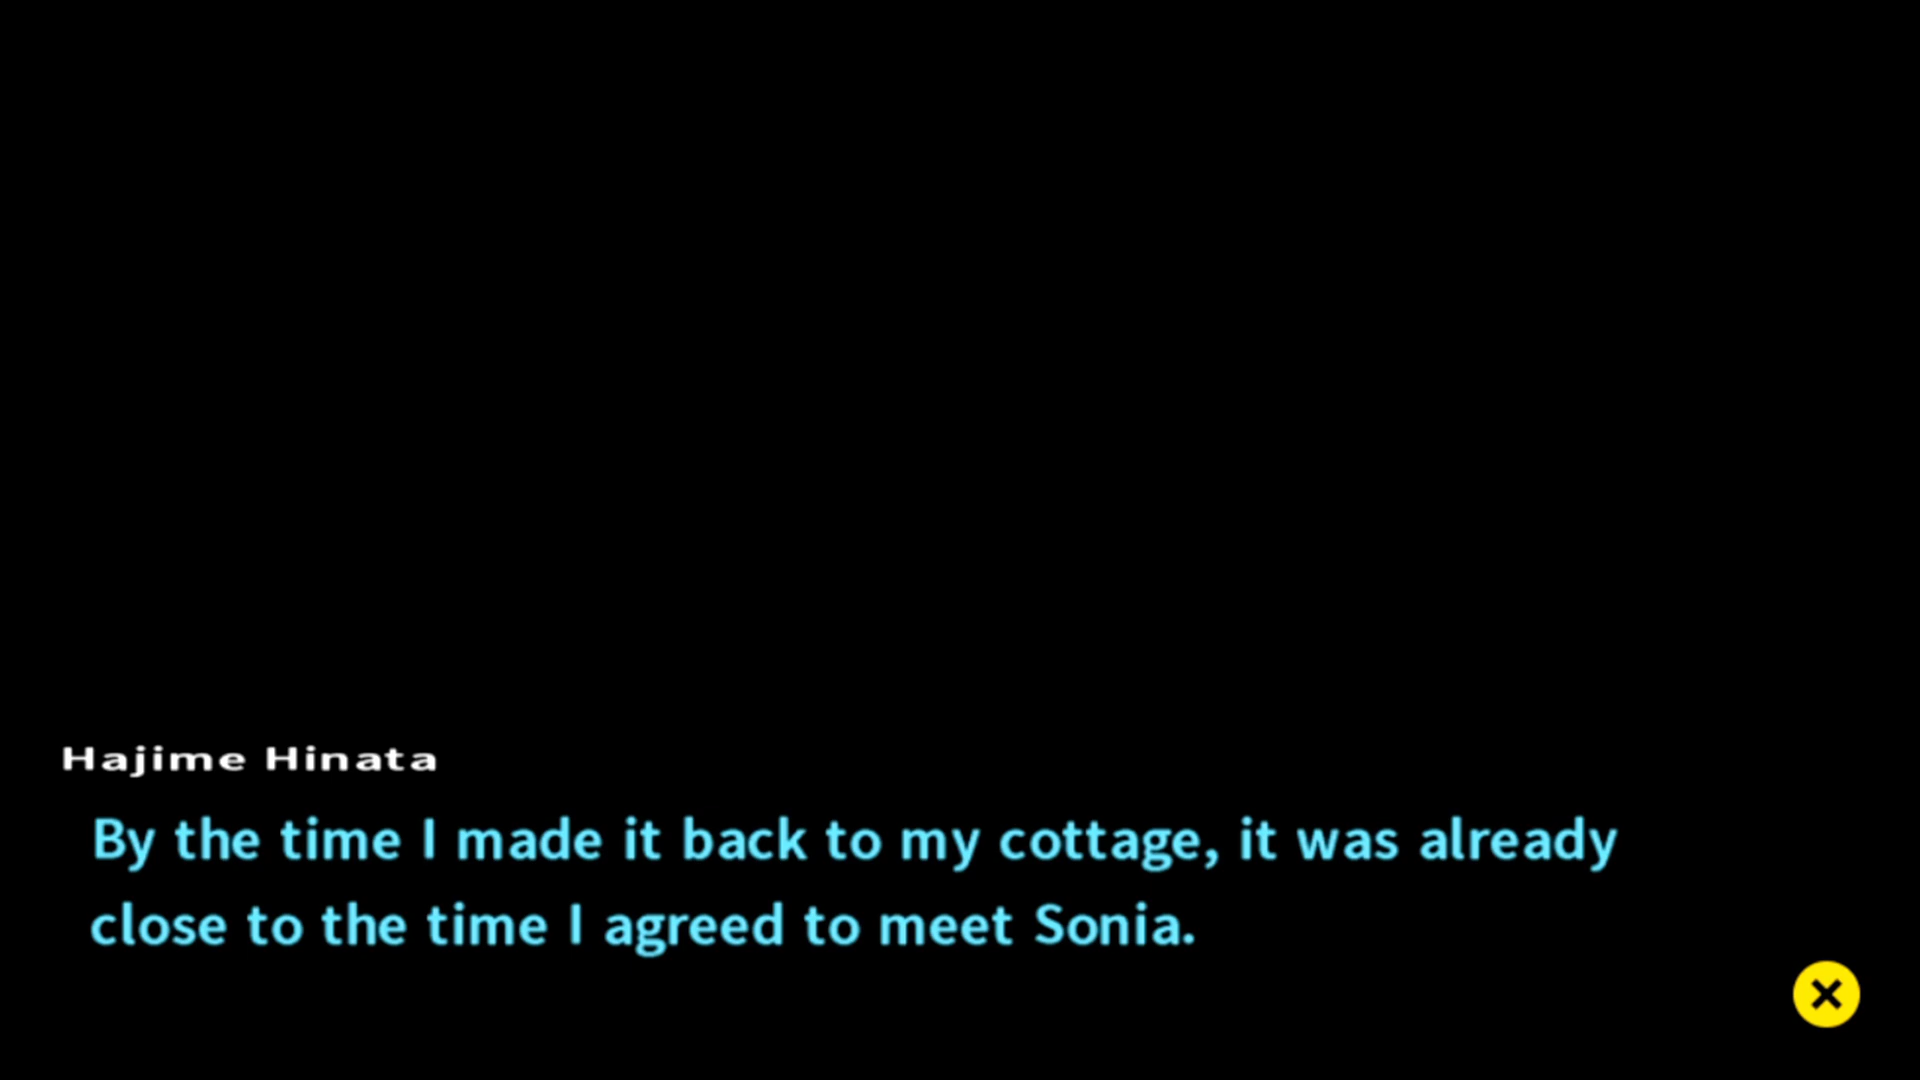 Hajime Hinata
By the time I made it back to my cottage, it was already
close to the time I agreed to meet Sonia.